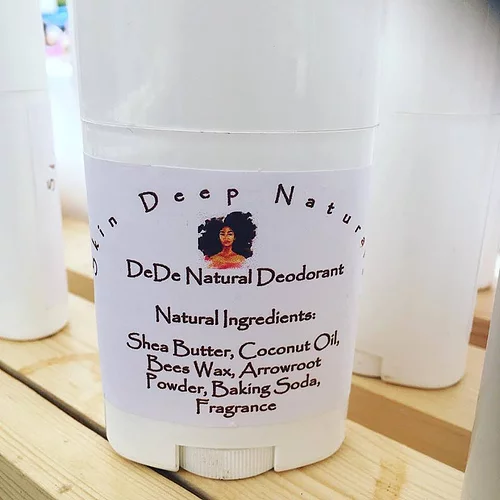 Skin Deep Natural
DeDe Natural Deodorant
Natural Ingredients:
Shea Butter, Coconut Oil,
Bees Wax, Arrowroot
Powder, Baking Soda,
Fragrance